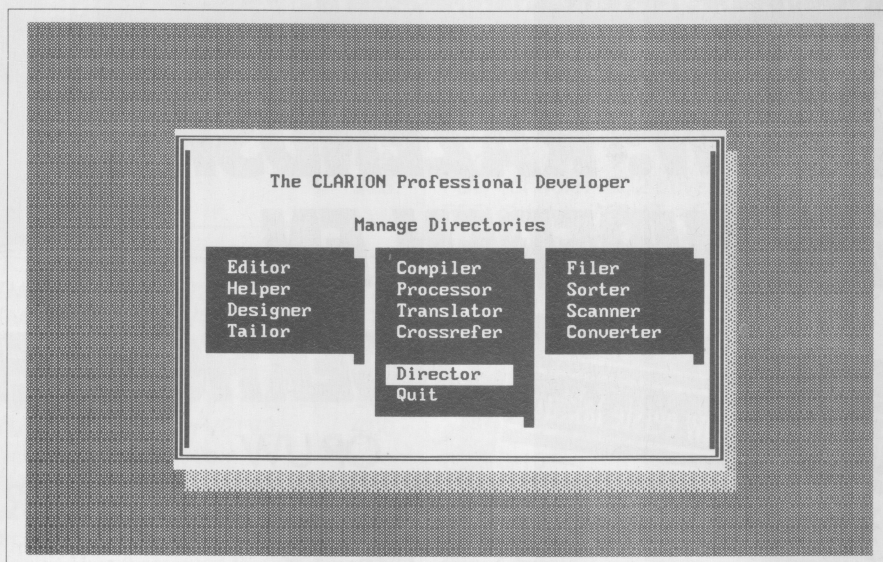 The CLARION Professional Developer
Manage Directories
Editor
Helper
Designer
Tailor
Compiler
Processor
Translator
Crossrefer
Director
Quit
Filer
Sorter
Scanner
Converter